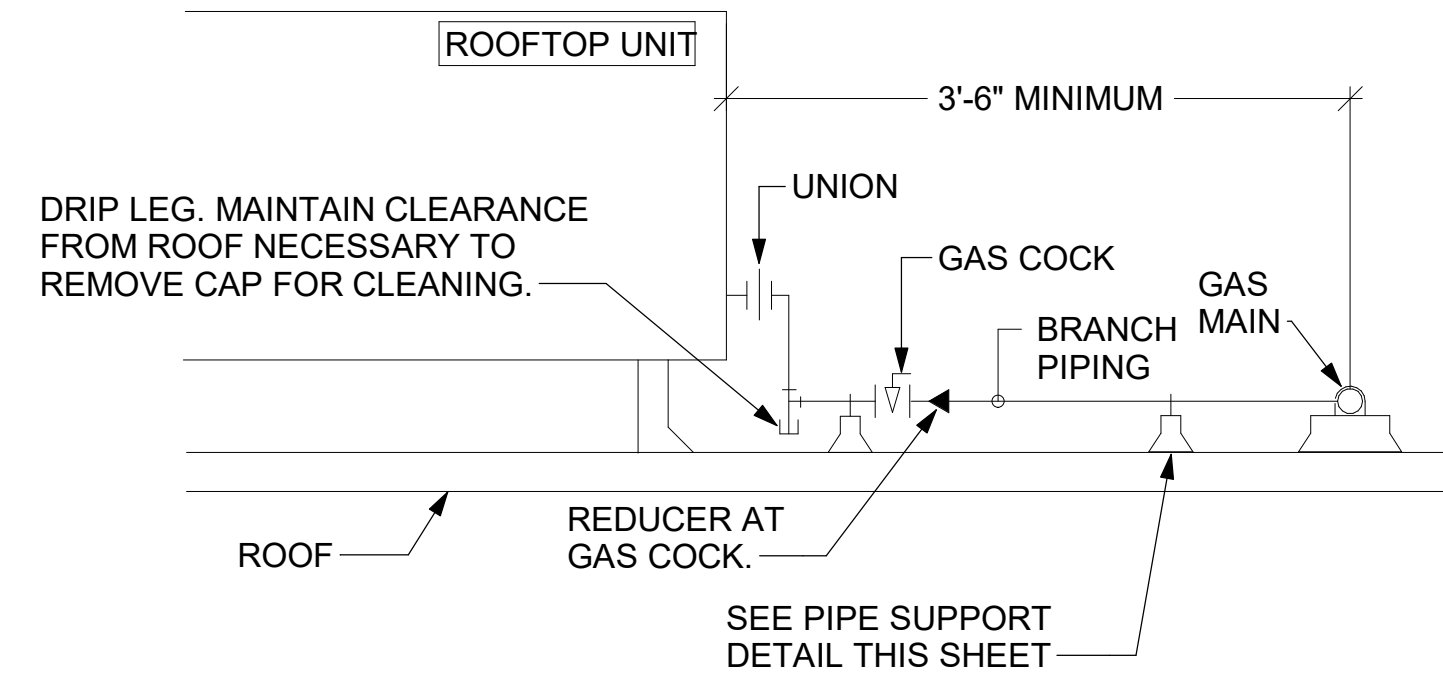 ROOFTOP UNIT
3'-6" MINIMUM
UNION
DRIP LEG. MAINTAIN CLEARANCE
FROM ROOF NECESSARY TO
REMOVE CAP FOR CLEANING.
GAS COCK
GAS
MAIN
BRANCH
PIPING
REDUCER AT
GAS COCK.
ROOF
SEE PIPE SUPPORT
DETAIL THIS SHEET